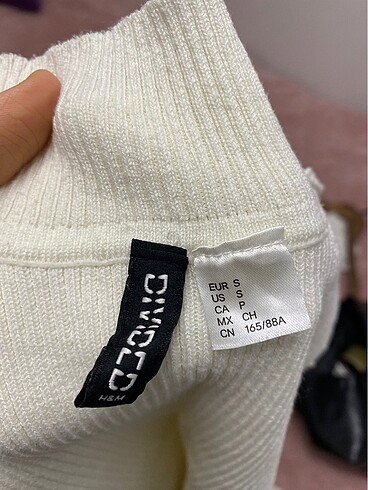 DIVIDED
H&M
EUR S
US S
CA P
MX CH
CN 165/88A